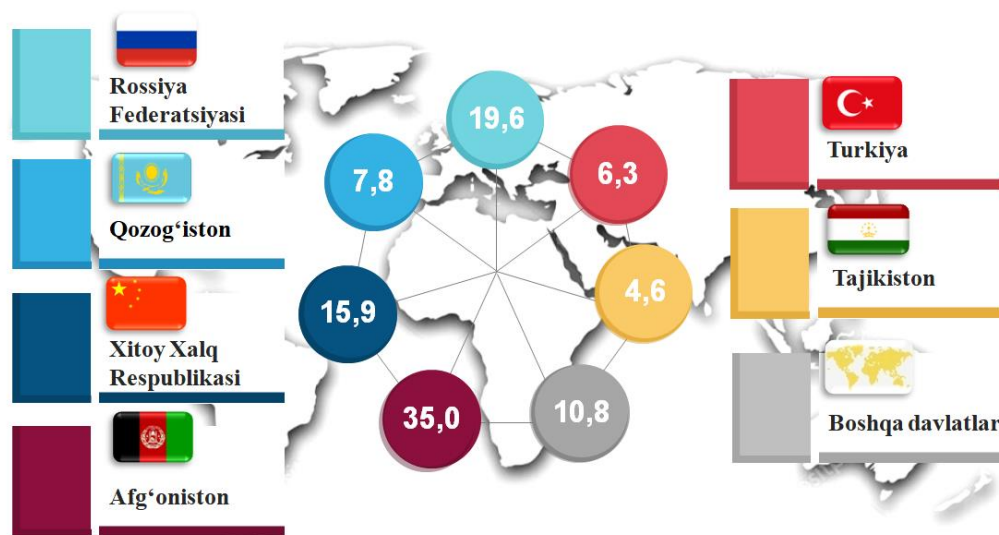 Rossiya
Federatsiyasi
Qozog‘iston
Xitoy Xalq
Respublikasi
Afg‘oniston
19,6
7,8
6,3
15,9
4,6
35,0
10,8
Turkiya
Tajikiston
Boshqa davlatlar